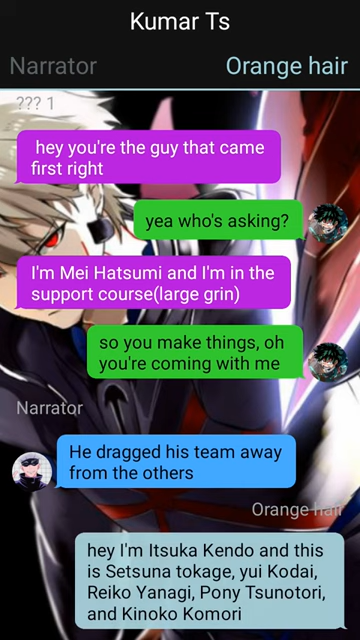 Kumar Ts
Narrator
Orange hair
??? 1
hey you're the guy that came
first right
yea who's asking?
I'm Mei Hatsumi and I'm in the
support course(large grin)
so you make things, oh
you're coming with me
Narrator
He dragged his team away
from the others
Orange hair
hey I'm Itsuka Kendo and this
is Setsuna tokage, yui Kodai,
Reiko Yanagi, Pony Tsunotori,
and Kinoko Komori